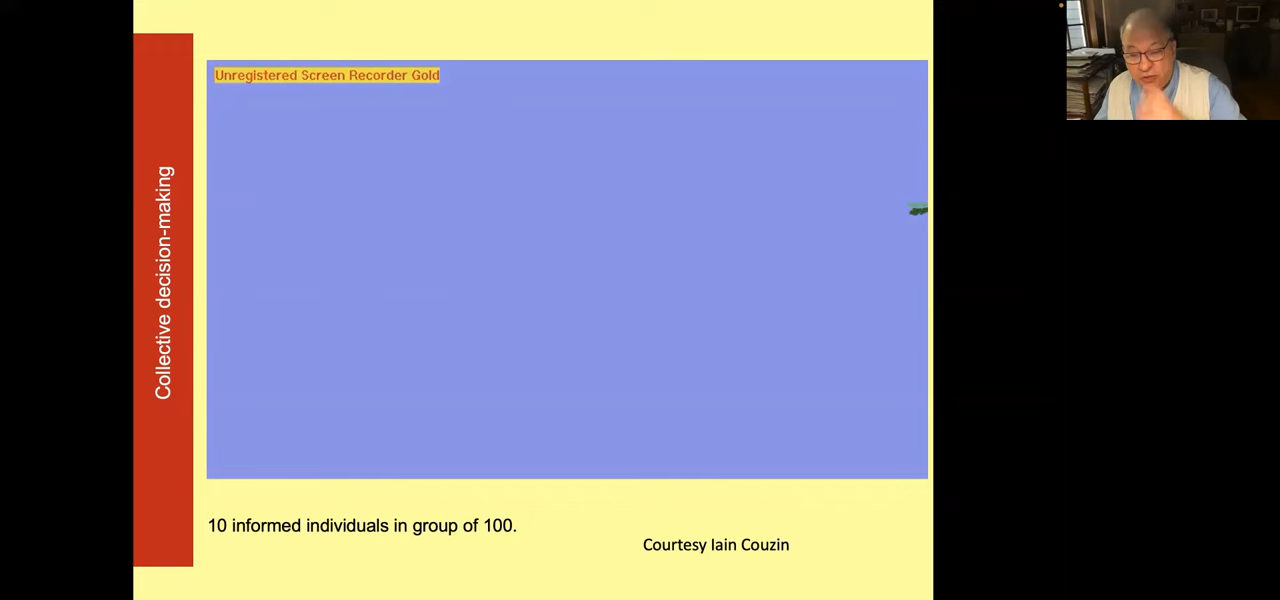 Unregistered Screen Recorder Gold
Collective decision-making
10 informed individuals in group of 100.
Courtesy Iain Couzin